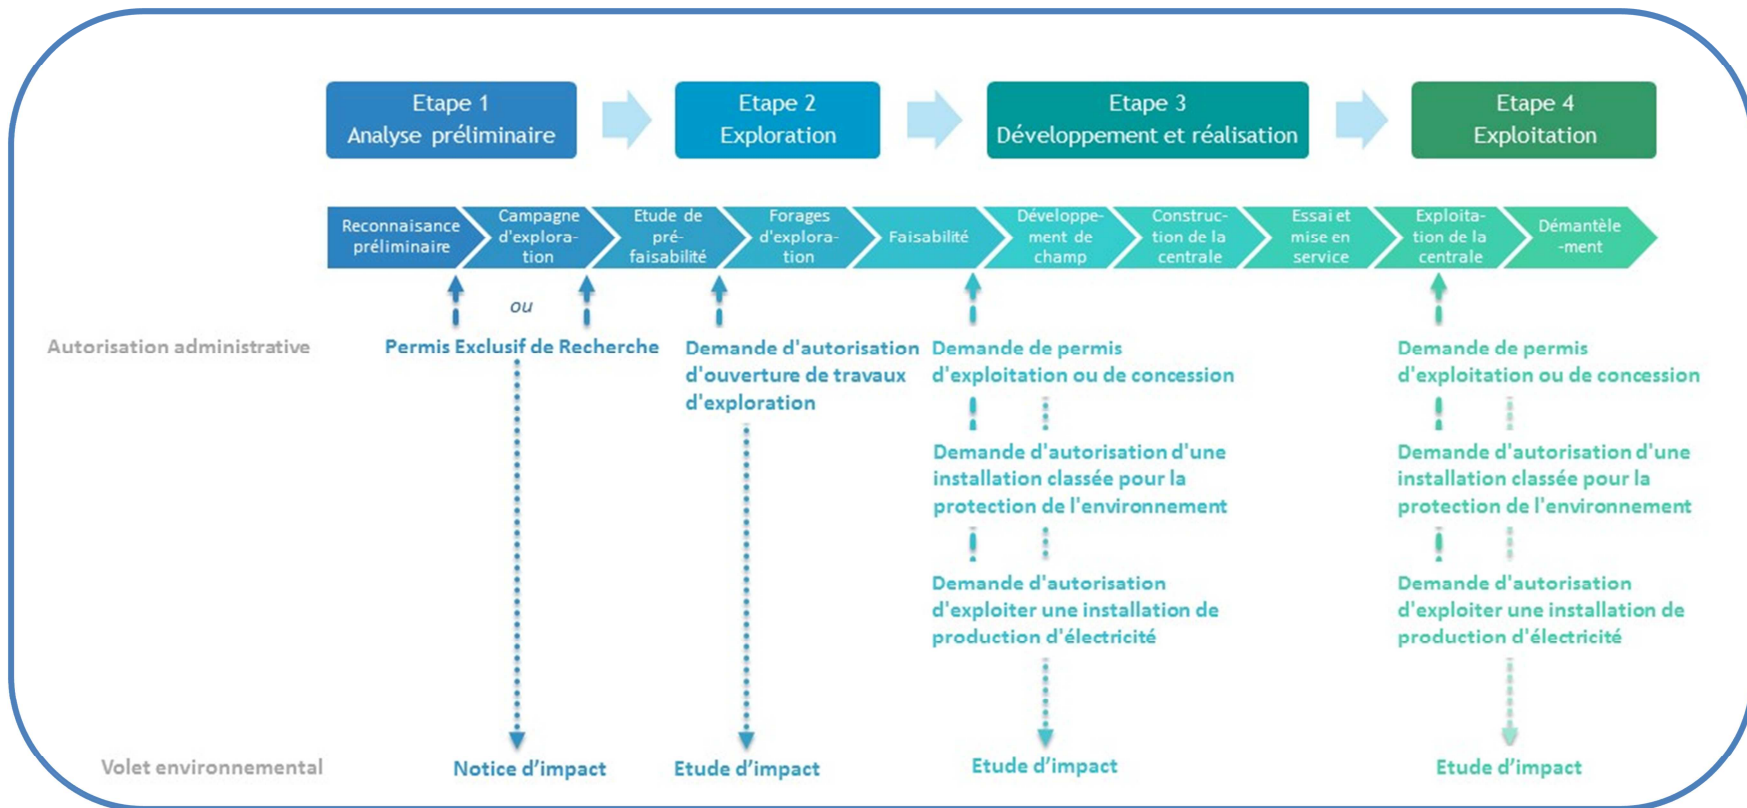 Etape 1
Analyse préliminaire
Etape 2
Exploration
Etape 3
Développement et réalisation
Etape 4
Exploitation
Reconnaisance
préliminaire
Campagne
d'explora-
tion
Etude de
pré-
faisabilité
Forages
d'explora-
tion
Faisabilité
Développe-
ment de
champ
Construc-
tion de la
centrale
Essai et
mise en
service
Exploita-
tion de la
centrale
Démantèle
-ment
ou
Autorisation administrative
Permis Exclusif de Recherche
Demande d'autorisation
d'ouverture de travaux
d'exploration
Demande de permis
d'exploitation ou de concession
Demande d'autorisation d'une
installation classée pour la
protection de l'environnement
Demande d'autorisation
d'exploiter une installation de
production d'électricité
Demande de permis
d'exploitation ou de concession
Demande d'autorisation d'une
installation classée pour la
protection de l'environnement
Demande d'autorisation
d'exploiter une installation de
production d'électricité
Volet environnemental
Notice d’impact
Etude d’impact
Etude d’impact
Etude d’impact